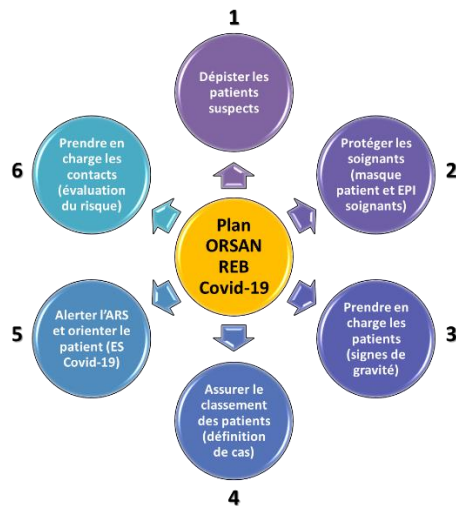 1
Dépister les
patients
suspects
Protéger les
soignants
(masque
patient et EPI
soignants)
2
Prendre en
charge les
patients
(signes de
gravité)
3
Assurer le
classement
des patients
(définition de
cas)
4
Alerter l’ARS
et orienter le
patient (ES
Covid-19)
5
Prendre en
charge les
contacts
(évaluation du
risque)
6
Plan
ORSAN
REB
Covid-19